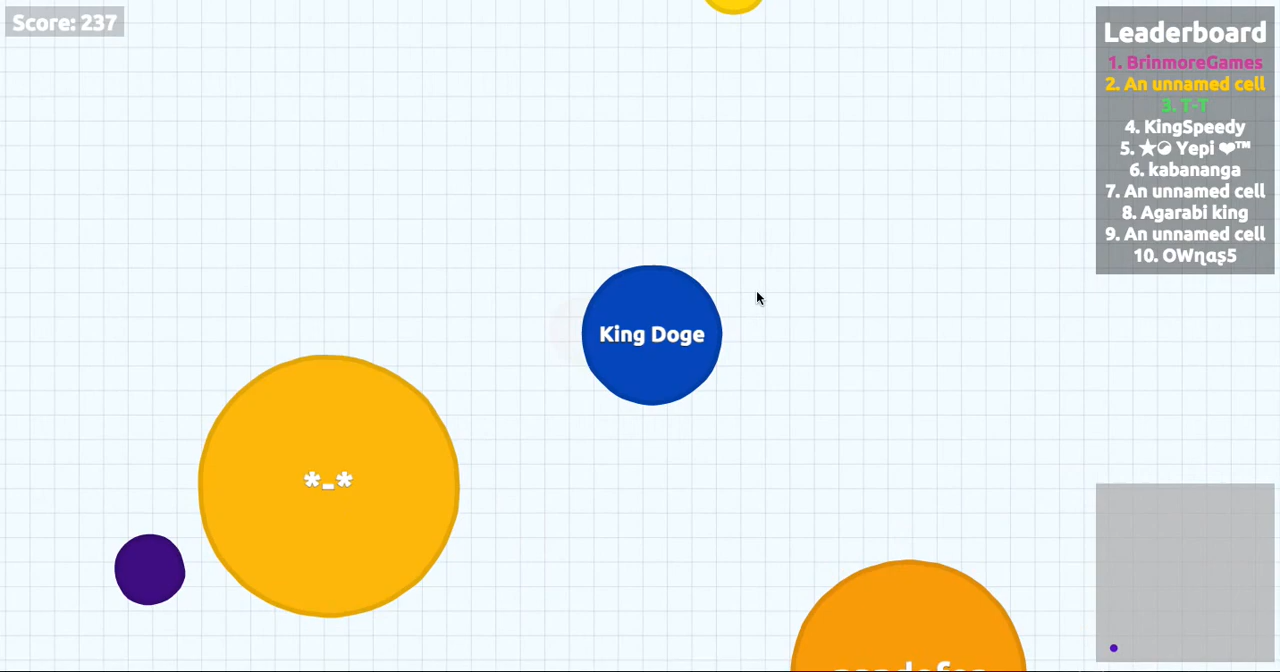 Score: 237
Leaderboard
1. BrinmoreGames
2. An unnamed cell
3. T-T
4. KingSpeedy
5. ★◕ Yepi ❤™
6. kabananga
7. An unnamed cell
8. Agarabi king
9. An unnamed cell
10. OWɳąʂ5
King Doge
*-*